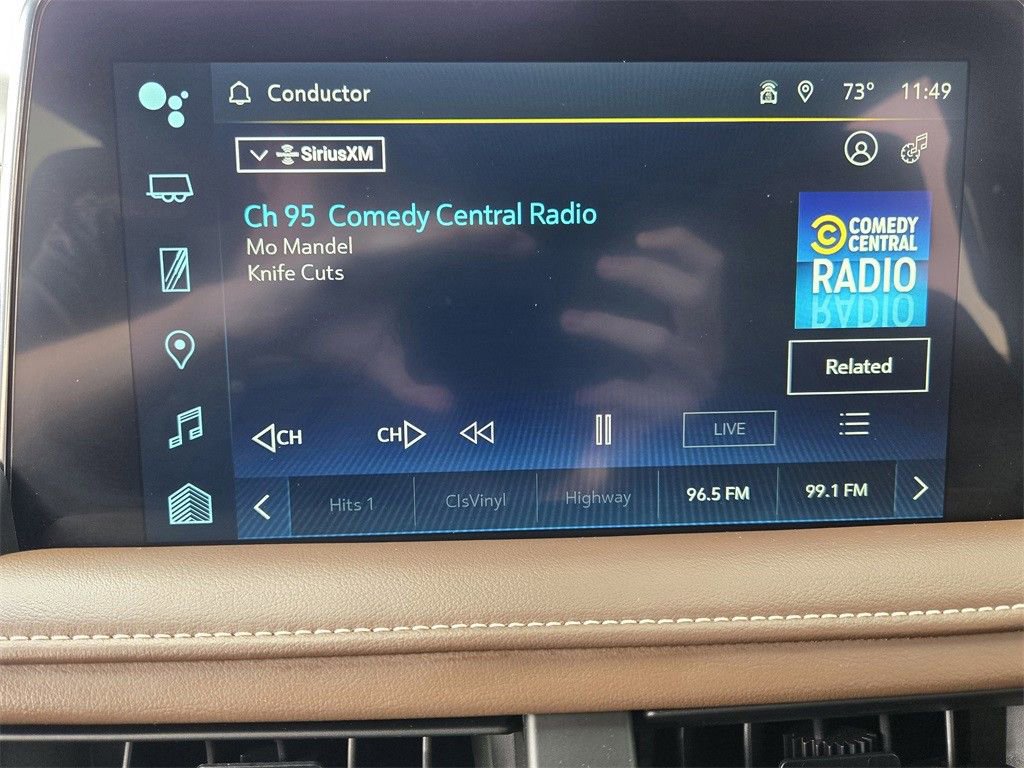 Conductor 73° 11:49
SiriusXM
Ch 95 Comedy Central Radio
Mo Mandel
Knife Cuts
COMEDY
CENTRAL
RADIO
RADIO
Related
CH CH LIVE
Hits 1 ClsVinyl Highway 96.5 FM 99.1 FM